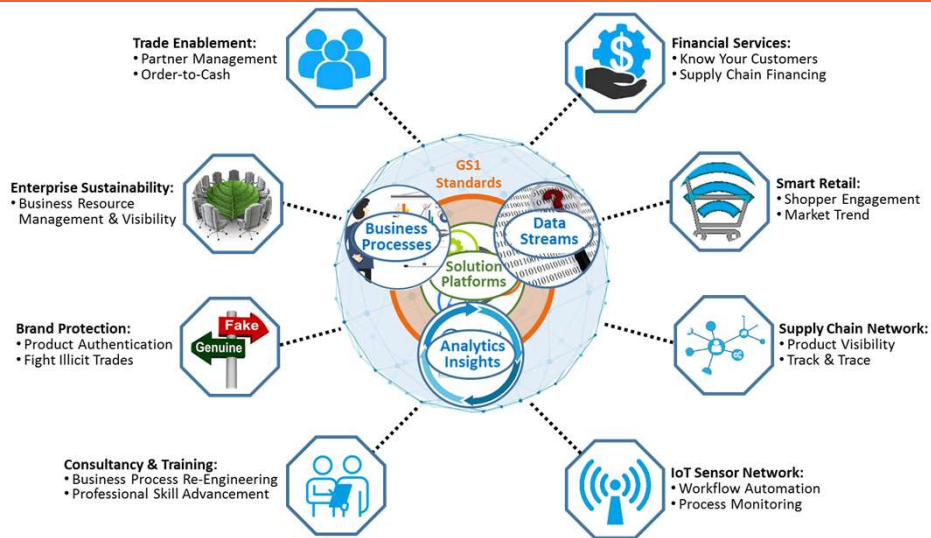 Trade Enablement:
• Partner Management
• Order-to-Cash
Financial Services:
• Know Your Customers
• Supply Chain Financing
Enterprise Sustainability:
• Business Resource
Management & Visibility
Smart Retail:
• Shopper Engagement
• Market Trend
GS1
Standards
Business
Processes
Data
Streams
Solution
Platforms
Analytics
Insights
Brand Protection:
• Product Authentication
• Fight Illicit Trades
Fake
Genuine
Supply Chain Network:
• Product Visibility
• Track & Trace
Consultancy & Training:
• Business Process Re-Engineering
• Professional Skill Advancement
IoT Sensor Network:
• Workflow Automation
• Process Monitoring